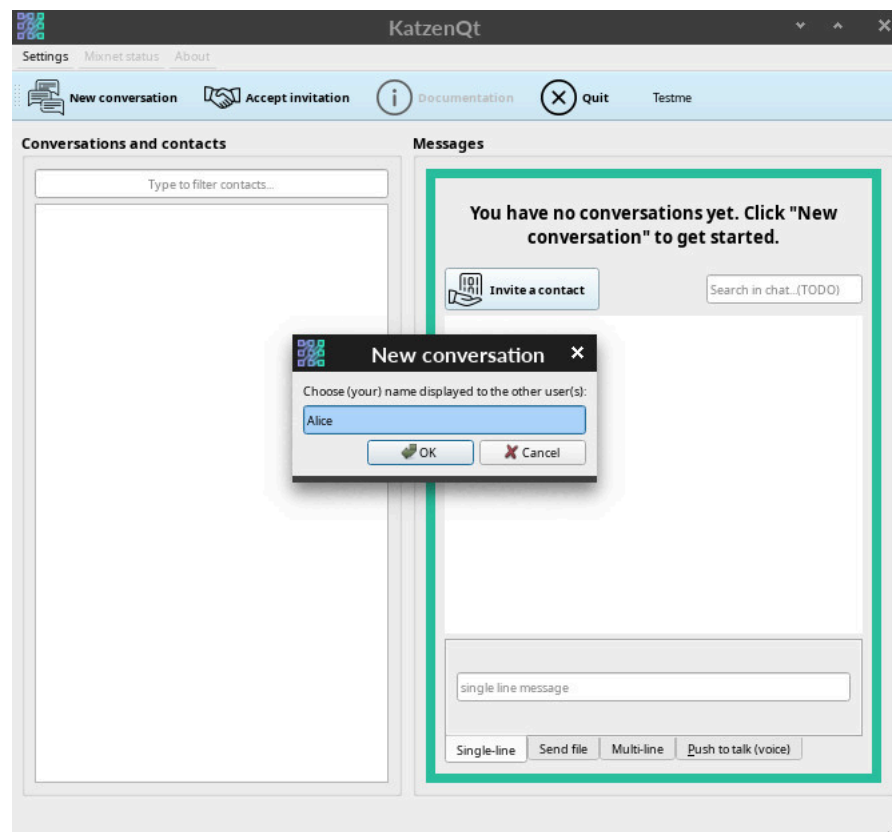 KatzenQt
Settings Mixnet status About
New conversation Accept invitation Documentation Quit Testme
Conversations and contacts
Type to filter contacts...
Messages
You have no conversations yet. Click "New
conversation" to get started.
Invite a contact
Search in chat...(TODO)
New conversation
Choose (your) name displayed to the other user(s):
Alice
OK Cancel
single line message
Single-line Send file Multi-line Push to talk (voice)